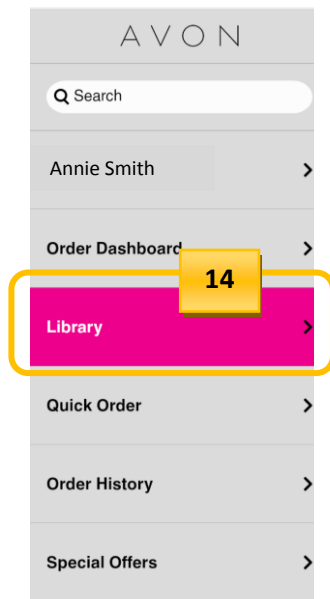 AVON
Search
Annie Smith
Order Dashboard
14
Library
Quick Order
Order History
Special Offers